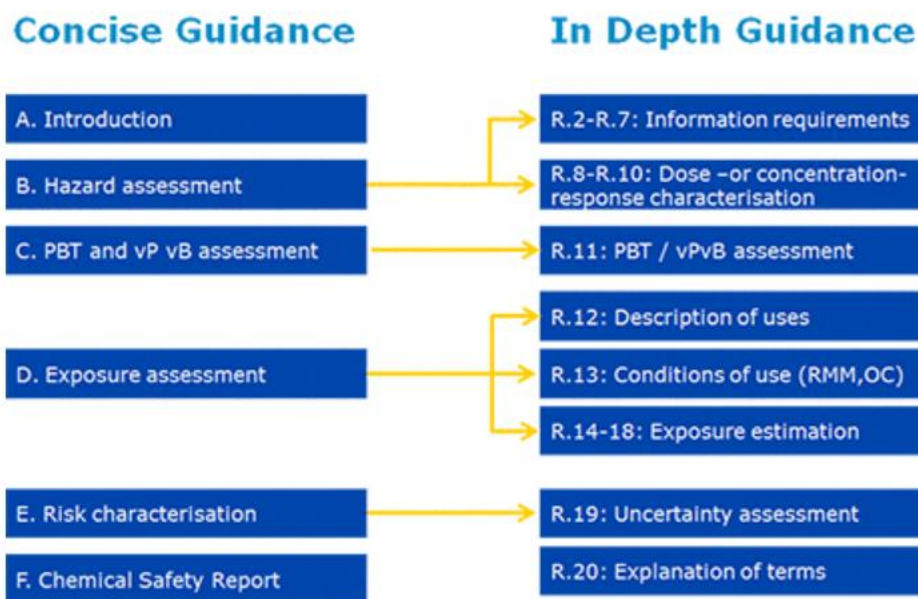 Concise Guidance
In Depth Guidance
A. Introduction
R.2-R.7: Information requirements
B. Hazard assessment
R.8-R.10: Dose –or concentration-
response characterisation
C. PBT and vP vB assessment
R.11: PBT / vPvB assessment
R.12: Description of uses
D. Exposure assessment
R.13: Conditions of use (RMM,OC)
R.14-18: Exposure estimation
E. Risk characterisation
R.19: Uncertainty assessment
F. Chemical Safety Report
R.20: Explanation of terms